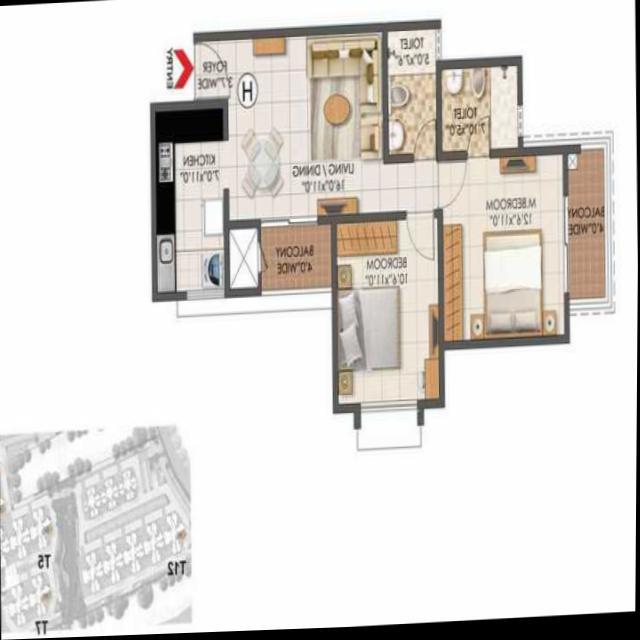 ENTRY
FOYER
3'.7"WIDE
H
TOILET
5'.0"x7'.6"
TOILET
7'.10"x5'.0"
KITCHEN
7'.0"x11'.0"
LIVING / DINING
16'.0"x11'.0"
M.BEDROOM
12'.6"x11'.0"
BALCONY
4'.0"WIDE
BALCONY
4'.0"WIDE
BEDROOM
10'.6"x11'.0"
T5
T12
T7